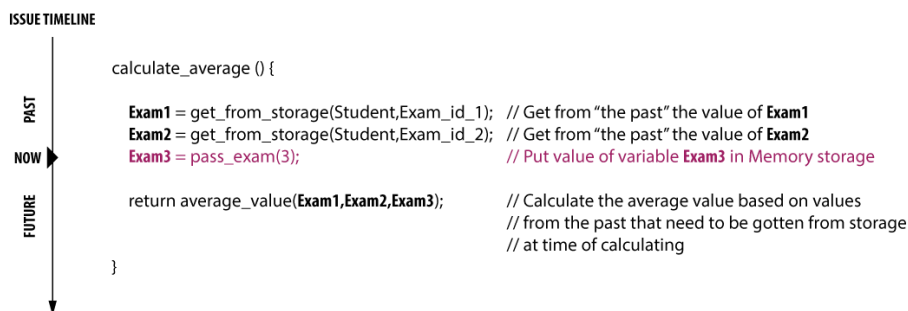 ISSUE TIMELINE
calculate_average () {
PAST
Exam1 = get_from_storage(Student,Exam_id_1); // Get from “the past” the value of Exam1
Exam2 = get_from_storage(Student,Exam_id_2); // Get from “the past” the value of Exam2
NOW Exam3 = pass_exam(3); // Put value of variable Exam3 in Memory storage
FUTURE
return average_value(Exam1,Exam2,Exam3); // Calculate the average value based on values
// from the past that need to be gotten from storage
// at time of calculating
}